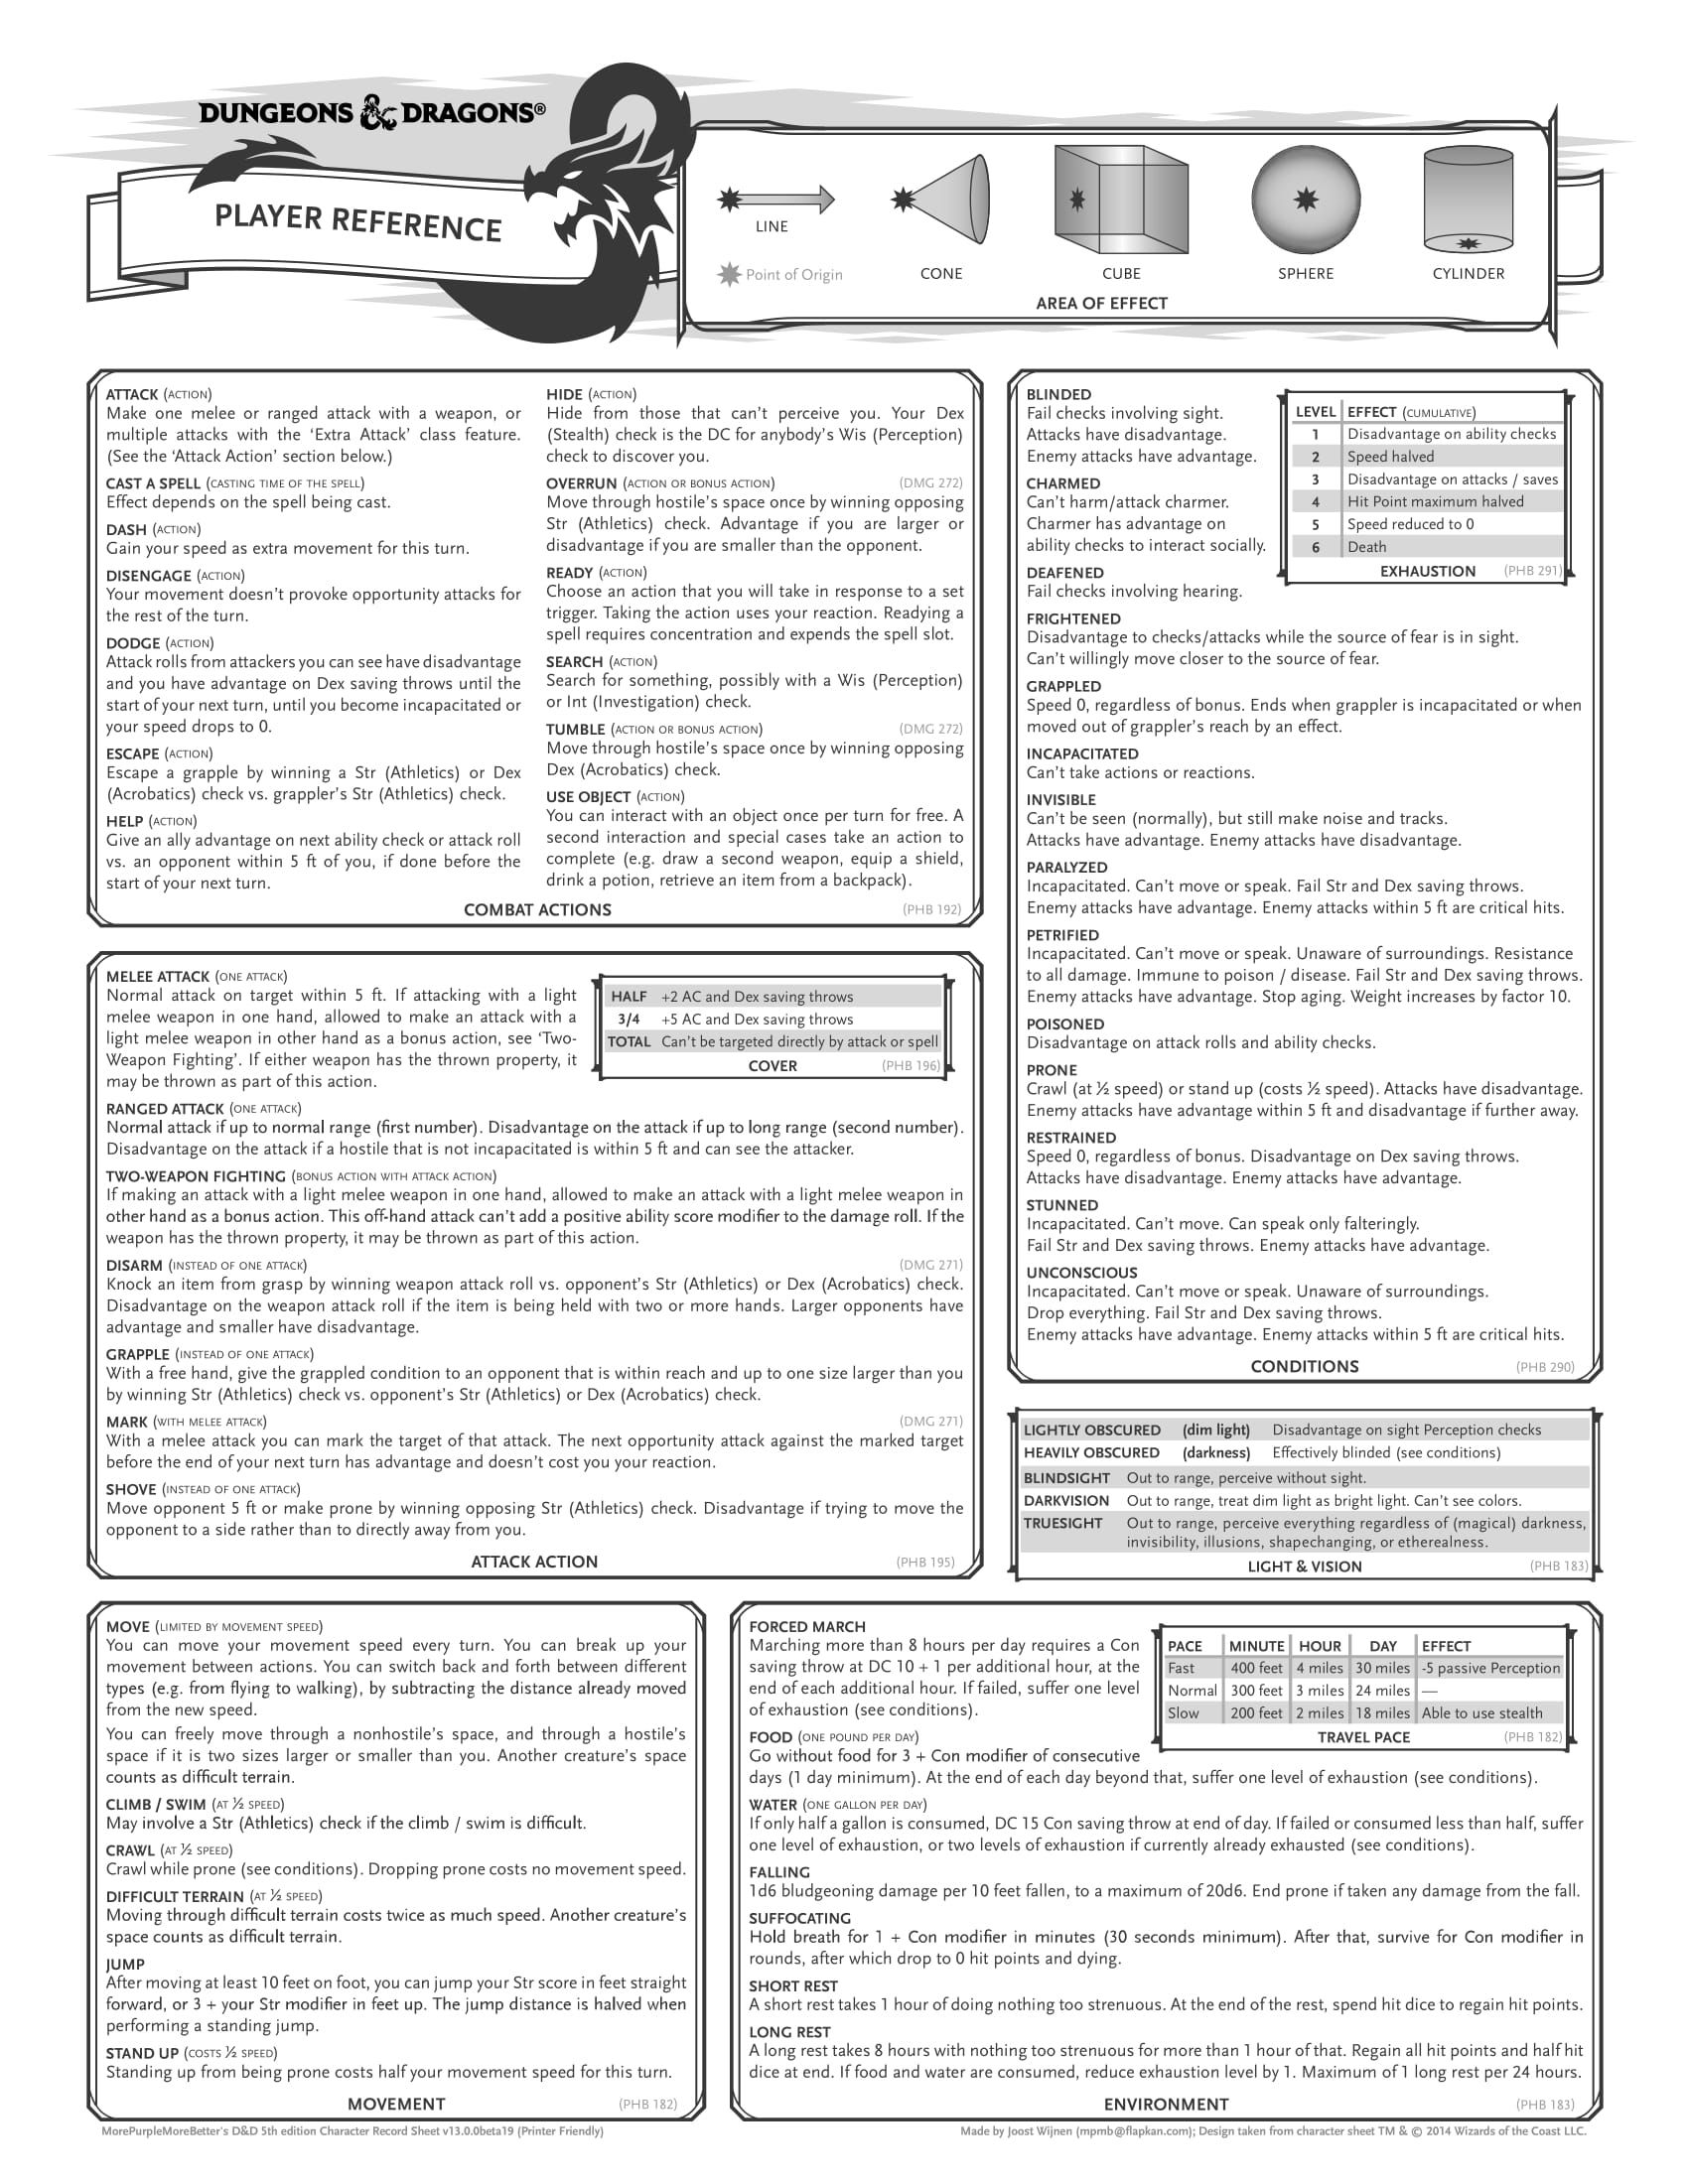 DUNGEONS & DRAGONS®
PLAYER REFERENCE
LINE
Point of Origin
CONE
CUBE
SPHERE
CYLINDER
AREA OF EFFECT
ATTACK (ACTION)
Make one melee or ranged attack with a weapon, or
multiple attacks with the ‘Extra Attack’ class feature.
(See the ‘Attack Action’ section below.)
CAST A SPELL (CASTING TIME OF THE SPELL)
Effect depends on the spell being cast.
DASH (ACTION)
Gain your speed as extra movement for this turn.
DISENGAGE (ACTION)
Your movement doesn’t provoke opportunity attacks for
the rest of the turn.
DODGE (ACTION)
Attack rolls from attackers you can see have disadvantage
and you have advantage on Dex saving throws until the
start of your next turn, until you become incapacitated or
your speed drops to 0.
ESCAPE (ACTION)
Escape a grapple by winning a Str (Athletics) or Dex
(Acrobatics) check vs. grappler’s Str (Athletics) check.
HELP (ACTION)
Give an ally advantage on next ability check or attack roll
vs. an opponent within 5 ft of you, if done before the
start of your next turn.
HIDE (ACTION)
Hide from those that can’t perceive you. Your Dex
(Stealth) check is the DC for anybody’s Wis (Perception)
check to discover you.
OVERRUN (ACTION OR BONUS ACTION) (DMG 272)
Move through hostile’s space once by winning opposing
Str (Athletics) check. Advantage if you are larger or
disadvantage if you are smaller than the opponent.
READY (ACTION)
Choose an action that you will take in response to a set
trigger. Taking the action uses your reaction. Readying a
spell requires concentration and expends the spell slot.
SEARCH (ACTION)
Search for something, possibly with a Wis (Perception)
or Int (Investigation) check.
TUMBLE (ACTION OR BONUS ACTION) (DMG 272)
Move through hostile’s space once by winning opposing
Dex (Acrobatics) check.
USE OBJECT (ACTION)
You can interact with an object once per turn for free. A
second interaction and special cases take an action to
complete (e.g. draw a second weapon, equip a shield,
drink a potion, retrieve an item from a backpack).
COMBAT ACTIONS (PHB 192)
MELEE ATTACK (ONE ATTACK)
Normal attack on target within 5 ft. If attacking with a light
melee weapon in one hand, allowed to make an attack with a
light melee weapon in other hand as a bonus action, see ‘Two-
Weapon Fighting’. If either weapon has the thrown property, it
may be thrown as part of this action.
HALF +2 AC and Dex saving throws
3/4 +5 AC and Dex saving throws
TOTAL Can’t be targeted directly by attack or spell
COVER (PHB 196)
RANGED ATTACK (ONE ATTACK)
Normal attack if up to normal range (first number). Disadvantage on the attack if up to long range (second number).
Disadvantage on the attack if a hostile that is not incapacitated is within 5 ft and can see the attacker.
TWO-WEAPON FIGHTING (BONUS ACTION WITH ATTACK ACTION)
If making an attack with a light melee weapon in one hand, allowed to make an attack with a light melee weapon in
other hand as a bonus action. This off-hand attack can’t add a positive ability score modifier to the damage roll. If the
weapon has the thrown property, it may be thrown as part of this action.
DISARM (INSTEAD OF ONE ATTACK) (DMG 271)
Knock an item from grasp by winning weapon attack roll vs. opponent’s Str (Athletics) or Dex (Acrobatics) check.
Disadvantage on the weapon attack roll if the item is being held with two or more hands. Larger opponents have
advantage and smaller have disadvantage.
GRAPPLE (INSTEAD OF ONE ATTACK)
With a free hand, give the grappled condition to an opponent that is within reach and up to one size larger than you
by winning Str (Athletics) check vs. opponent’s Str (Athletics) or Dex (Acrobatics) check.
MARK (WITH MELEE ATTACK) (DMG 271)
With a melee attack you can mark the target of that attack. The next opportunity attack against the marked target
before the end of your next turn has advantage and doesn’t cost you your reaction.
SHOVE (INSTEAD OF ONE ATTACK)
Move opponent 5 ft or make prone by winning opposing Str (Athletics) check. Disadvantage if trying to move the
opponent to a side rather than to directly away from you.
ATTACK ACTION (PHB 195)
BLINDED
Fail checks involving sight.
Attacks have disadvantage.
Enemy attacks have advantage.
CHARMED
Can’t harm/attack charmer.
Charmer has advantage on
ability checks to interact socially.
DEAFENED
Fail checks involving hearing.
LEVEL EFFECT (CUMULATIVE)
1 Disadvantage on ability checks
2 Speed halved
3 Disadvantage on attacks / saves
4 Hit Point maximum halved
5 Speed reduced to 0
6 Death
EXHAUSTION (PHB 291)
FRIGHTENED
Disadvantage to checks/attacks while the source of fear is in sight.
Can’t willingly move closer to the source of fear.
GRAPPLED
Speed 0, regardless of bonus. Ends when grappler is incapacitated or when
moved out of grappler’s reach by an effect.
INCAPACITATED
Can’t take actions or reactions.
INVISIBLE
Can’t be seen (normally), but still make noise and tracks.
Attacks have advantage. Enemy attacks have disadvantage.
PARALYZED
Incapacitated. Can’t move or speak. Fail Str and Dex saving throws.
Enemy attacks have advantage. Enemy attacks within 5 ft are critical hits.
PETRIFIED
Incapacitated. Can’t move or speak. Unaware of surroundings. Resistance
to all damage. Immune to poison / disease. Fail Str and Dex saving throws.
Enemy attacks have advantage. Stop aging. Weight increases by factor 10.
POISONED
Disadvantage on attack rolls and ability checks.
PRONE
Crawl (at ½ speed) or stand up (costs ½ speed). Attacks have disadvantage.
Enemy attacks have advantage within 5 ft and disadvantage if further away.
RESTRAINED
Speed 0, regardless of bonus. Disadvantage on Dex saving throws.
Attacks have disadvantage. Enemy attacks have advantage.
STUNNED
Incapacitated. Can’t move. Can speak only falteringly.
Fail Str and Dex saving throws. Enemy attacks have advantage.
UNCONSCIOUS
Incapacitated. Can’t move or speak. Unaware of surroundings.
Drop everything. Fail Str and Dex saving throws.
Enemy attacks have advantage. Enemy attacks within 5 ft are critical hits.
CONDITIONS (PHB 290)
LIGHTLY OBSCURED (dim light) Disadvantage on sight Perception checks
HEAVILY OBSCURED (darkness) Effectively blinded (see conditions)
BLINDSIGHT Out to range, perceive without sight.
DARKVISION Out to range, treat dim light as bright light. Can’t see colors.
TRUESIGHT Out to range, perceive everything regardless of (magical) darkness,
invisibility, illusions, shapechanging, or etherealness.
LIGHT & VISION (PHB 183)
MOVE (LIMITED BY MOVEMENT SPEED)
You can move your movement speed every turn. You can break up your
movement between actions. You can switch back and forth between different
types (e.g. from flying to walking), by subtracting the distance already moved
from the new speed.
You can freely move through a nonhostile’s space, and through a hostile’s
space if it is two sizes larger or smaller than you. Another creature’s space
counts as difficult terrain.
CLIMB / SWIM (AT ½ SPEED)
May involve a Str (Athletics) check if the climb / swim is difficult.
CRAWL (AT ½ SPEED)
Crawl while prone (see conditions). Dropping prone costs no movement speed.
DIFFICULT TERRAIN (AT ½ SPEED)
Moving through difficult terrain costs twice as much speed. Another creature’s
space counts as difficult terrain.
JUMP
After moving at least 10 feet on foot, you can jump your Str score in feet straight
forward, or 3 + your Str modifier in feet up. The jump distance is halved when
performing a standing jump.
STAND UP (COSTS ½ SPEED)
Standing up from being prone costs half your movement speed for this turn.
MOVEMENT (PHB 182)
FORCED MARCH
Marching more than 8 hours per day requires a Con
saving throw at DC 10 + 1 per additional hour, at the
end of each additional hour. If failed, suffer one level
of exhaustion (see conditions).
PACE MINUTE HOUR DAY EFFECT
Fast 400 feet 4 miles 30 miles -5 passive Perception
Normal 300 feet 3 miles 24 miles —
Slow 200 feet 2 miles 18 miles Able to use stealth
TRAVEL PACE (PHB 182)
FOOD (ONE POUND PER DAY)
Go without food for 3 + Con modifier of consecutive
days (1 day minimum). At the end of each day beyond that, suffer one level of exhaustion (see conditions).
WATER (ONE GALLON PER DAY)
If only half a gallon is consumed, DC 15 Con saving throw at end of day. If failed or consumed less than half, suffer
one level of exhaustion, or two levels of exhaustion if currently already exhausted (see conditions).
FALLING
1d6 bludgeoning damage per 10 feet fallen, to a maximum of 20d6. End prone if taken any damage from the fall.
SUFFOCATING
Hold breath for 1 + Con modifier in minutes (30 seconds minimum). After that, survive for Con modifier in
rounds, after which drop to 0 hit points and dying.
SHORT REST
A short rest takes 1 hour of doing nothing too strenuous. At the end of the rest, spend hit dice to regain hit points.
LONG REST
A long rest takes 8 hours with nothing too strenuous for more than 1 hour of that. Regain all hit points and half hit
dice at end. If food and water are consumed, reduce exhaustion level by 1. Maximum of 1 long rest per 24 hours.
ENVIRONMENT (PHB 183)
MorePurpleMoreBetter's D&D 5th edition Character Record Sheet v13.0.0beta19 (Printer Friendly)
Made by Joost Wijnen (mpmb@flapkan.com); Design taken from character sheet TM & © 2014 Wizards of the Coast LLC.